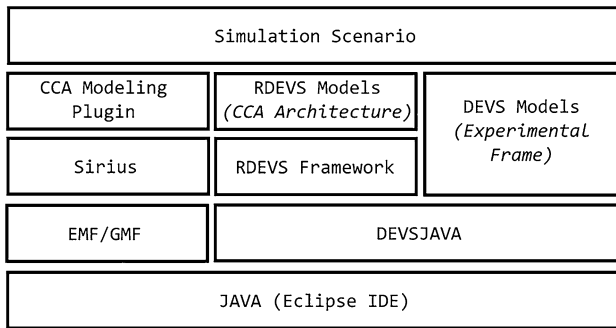 Simulation Scenario
CCA Modeling
Plugin
RDEVS Models
(CCA Architecture)
DEVS Models
(Experimental
Frame)
Sirius
RDEVS Framework
EMF/GMF
DEVSJAVA
JAVA (Eclipse IDE)